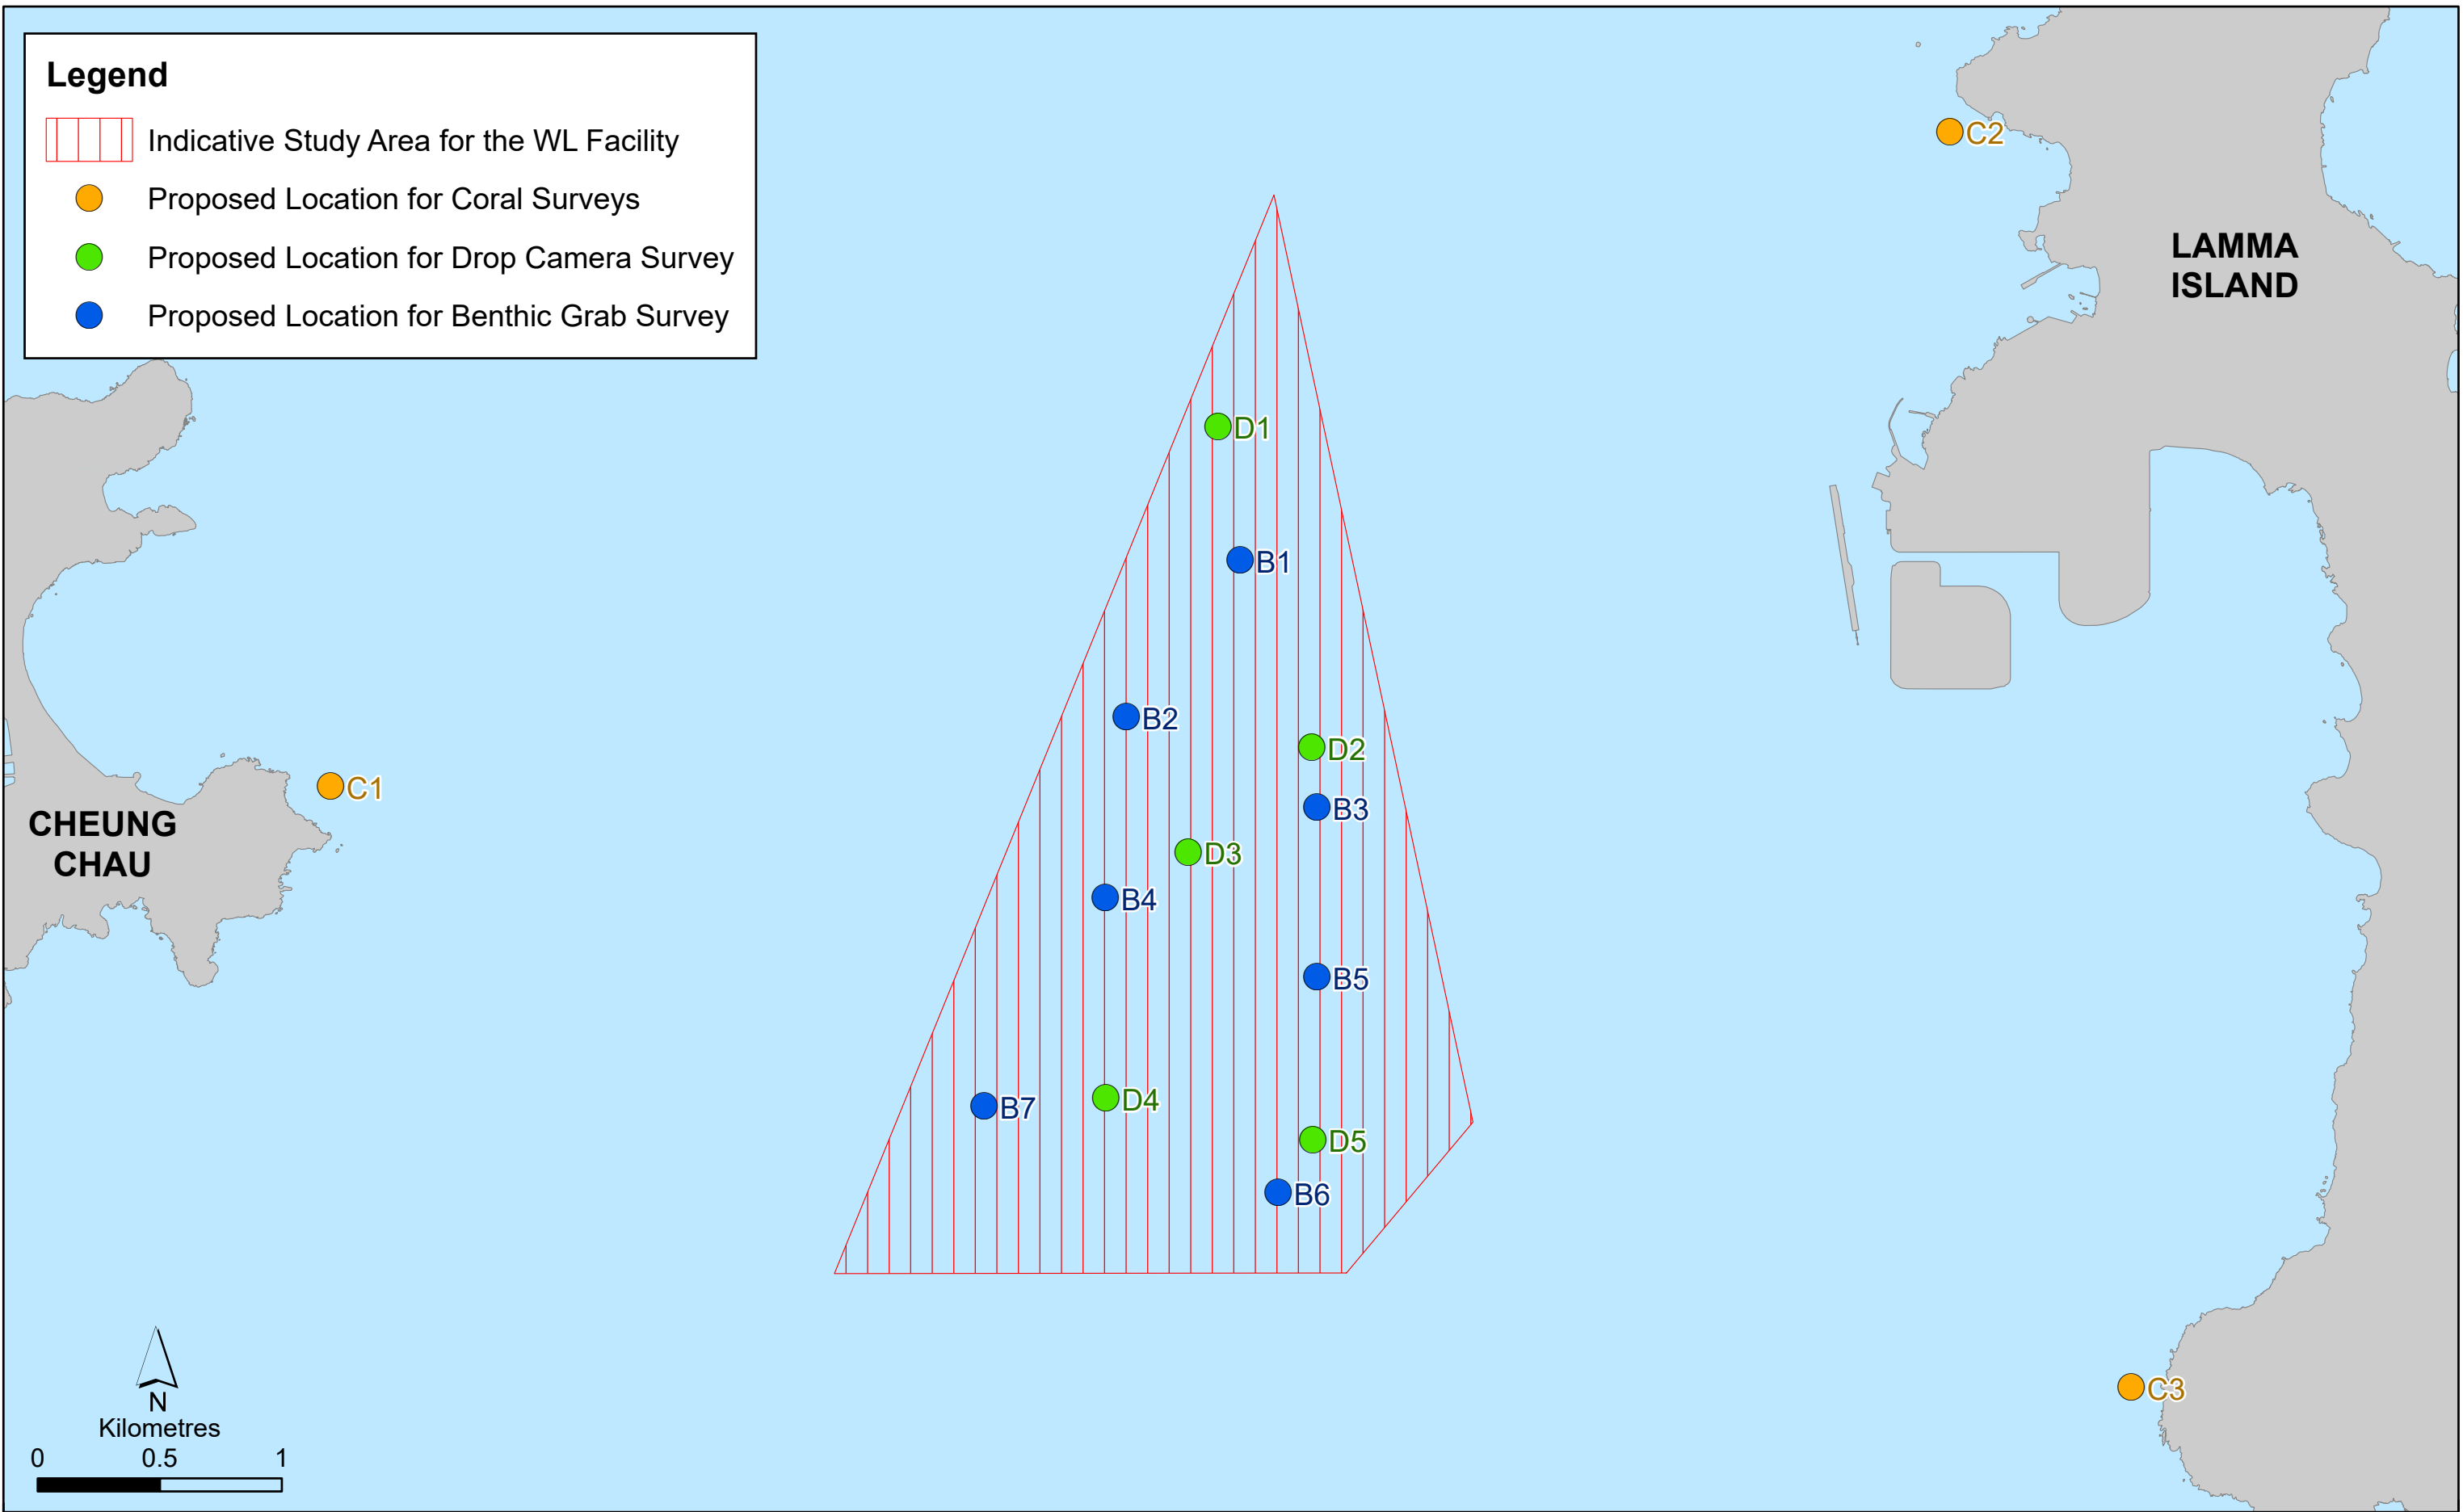 Legend
Indicative Study Area for the WL Facility
Proposed Location for Coral Surveys
Proposed Location for Drop Camera Survey
Proposed Location for Benthic Grab Survey
C2
LAMMA
ISLAND
D1
B1
B2
D2
C1
B3
CHEUNG
CHAU
D3
B4
B5
D4
B7
D5
B6
C3
N
Kilometres
0 0.5 1